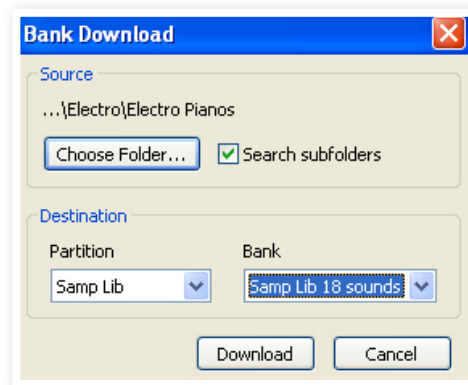 Bank Download
Source
...\Electro\Electro Pianos
Choose Folder... Search subfolders
Destination
Partition Bank
Samp Lib Samp Lib 18 sounds
Download Cancel